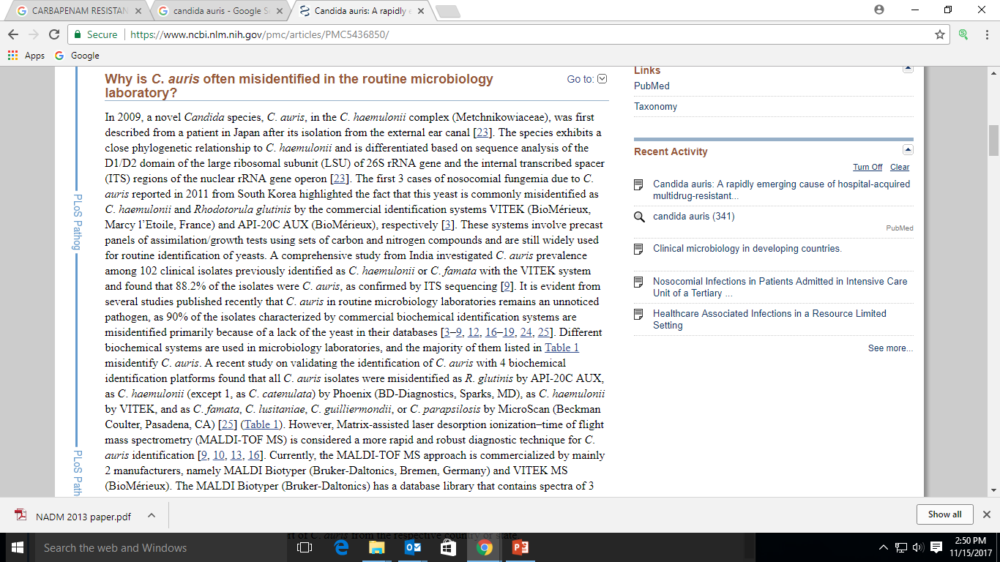 CARBAPENAM RESISTAN
candida auris - Google S
Candida auris: A rapidly e
Secure
https://www.ncbi.nlm.nih.gov/pmc/articles/PMC5436850/
Apps
Google
PLoS Pathog
PLoS Path
Why is C. auris often misidentified in the routine microbiology
laboratory?
Go to:
In 2009, a novel Candida species, C. auris, in the C. haemulonii complex (Metchnikowiaceae), was first
described from a patient in Japan after its isolation from the external ear canal [23]. The species exhibits a
close phylogenetic relationship to C. haemulonii and is differentiated based on sequence analysis of the
D1/D2 domain of the large ribosomal subunit (LSU) of 26S rRNA gene and the internal transcribed spacer
(ITS) regions of the nuclear rRNA gene operon [23]. The first 3 cases of nosocomial fungemia due to C.
auris reported in 2011 from South Korea highlighted the fact that this yeast is commonly misidentified as
C. haemulonii and Rhodotorula glutinis by the commercial identification systems VITEK (BioMérieux,
Marcy l’Etoile, France) and API-20C AUX (BioMérieux), respectively [3]. These systems involve precast
panels of assimilation/growth tests using sets of carbon and nitrogen compounds and are still widely used
for routine identification of yeasts. A comprehensive study from India investigated C. auris prevalence
among 102 clinical isolates previously identified as C. haemulonii or C. famata with the VITEK system
and found that 88.2% of the isolates were C. auris, as confirmed by ITS sequencing [9]. It is evident from
several studies published recently that C. auris in routine microbiology laboratories remains an unnoticed
pathogen, as 90% of the isolates characterized by commercial biochemical identification systems are
misidentified primarily because of a lack of the yeast in their databases [3–9, 12, 16–19, 24, 25]. Different
biochemical systems are used in microbiology laboratories, and the majority of them listed in Table 1
misidentify C. auris. A recent study on validating the identification of C. auris with 4 biochemical
identification platforms found that all C. auris isolates were misidentified as R. glutinis by API-20C AUX,
as C. haemulonii (except 1, as C. catenulata) by Phoenix (BD-Diagnostics, Sparks, MD), as C. haemulonii
by VITEK, and as C. famata, C. lusitaniae, C. guilliermondii, or C. parapsilosis by MicroScan (Beckman
Coulter, Pasadena, CA) [25] (Table 1). However, Matrix-assisted laser desorption ionization–time of flight
mass spectrometry (MALDI-TOF MS) is considered a more rapid and robust diagnostic technique for C.
auris identification [9, 10, 13, 16]. Currently, the MALDI-TOF MS approach is commercialized by mainly
2 manufacturers, namely MALDI Biotyper (Bruker-Daltonics, Bremen, Germany) and VITEK MS
(BioMérieux). The MALDI Biotyper (Bruker-Daltonics) has a database library that contains spectra of 3
Links
PubMed
Taxonomy
Recent Activity
Turn Off Clear
Candida auris: A rapidly emerging cause of hospital-acquired
multidrug-resistant...
candida auris (341)
PubMed
Clinical microbiology in developing countries.
Nosocomial Infections in Patients Admitted in Intensive Care
Unit of a Tertiary ...
Healthcare Associated Infections in a Resource Limited
Setting
See more...
NADM 2013 paper.pdf
Show all
Search the web and Windows
rt of C. auris from the respective country or state.
2:50 PM
11/15/2017